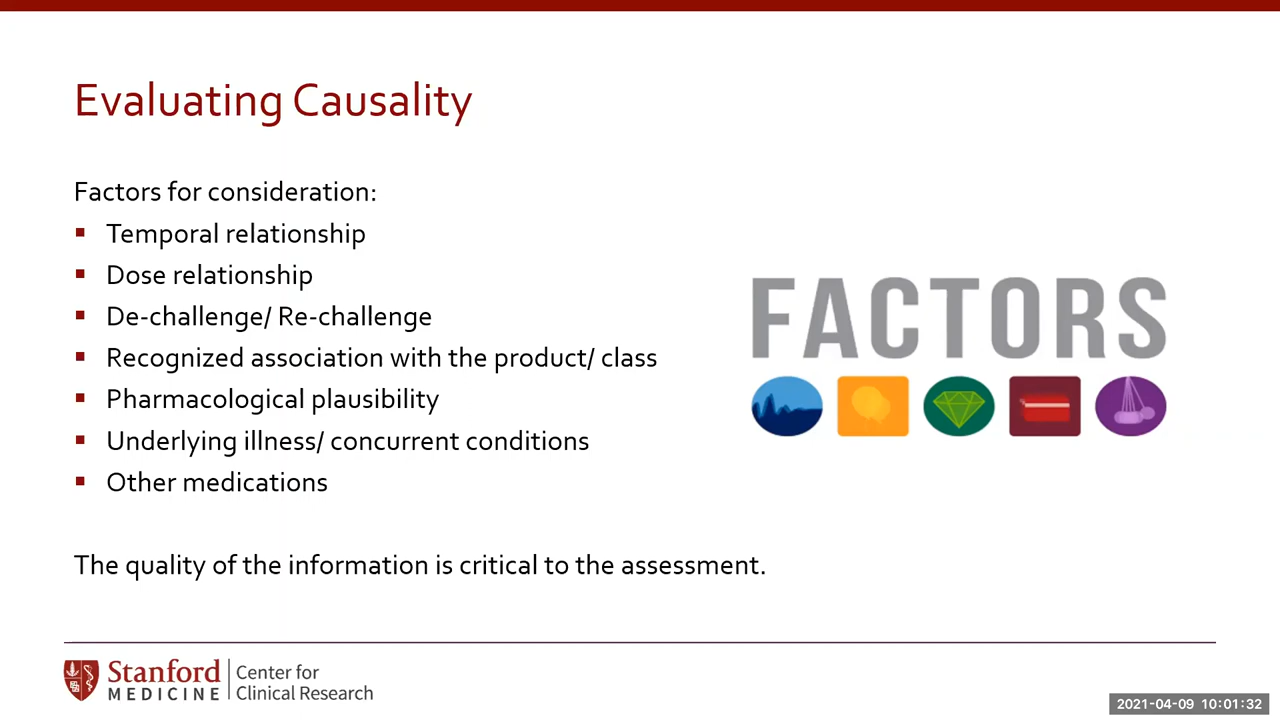 Evaluating Causality
Factors for consideration:
Temporal relationship
Dose relationship
De-challenge/ Re-challenge
Recognized association with the product/ class
Pharmacological plausibility
Underlying illness/ concurrent conditions
Other medications
FACTORS
The quality of the information is critical to the assessment.
Stanford
MEDICINE
Center for
Clinical Research
2021-04-09 10:01:32